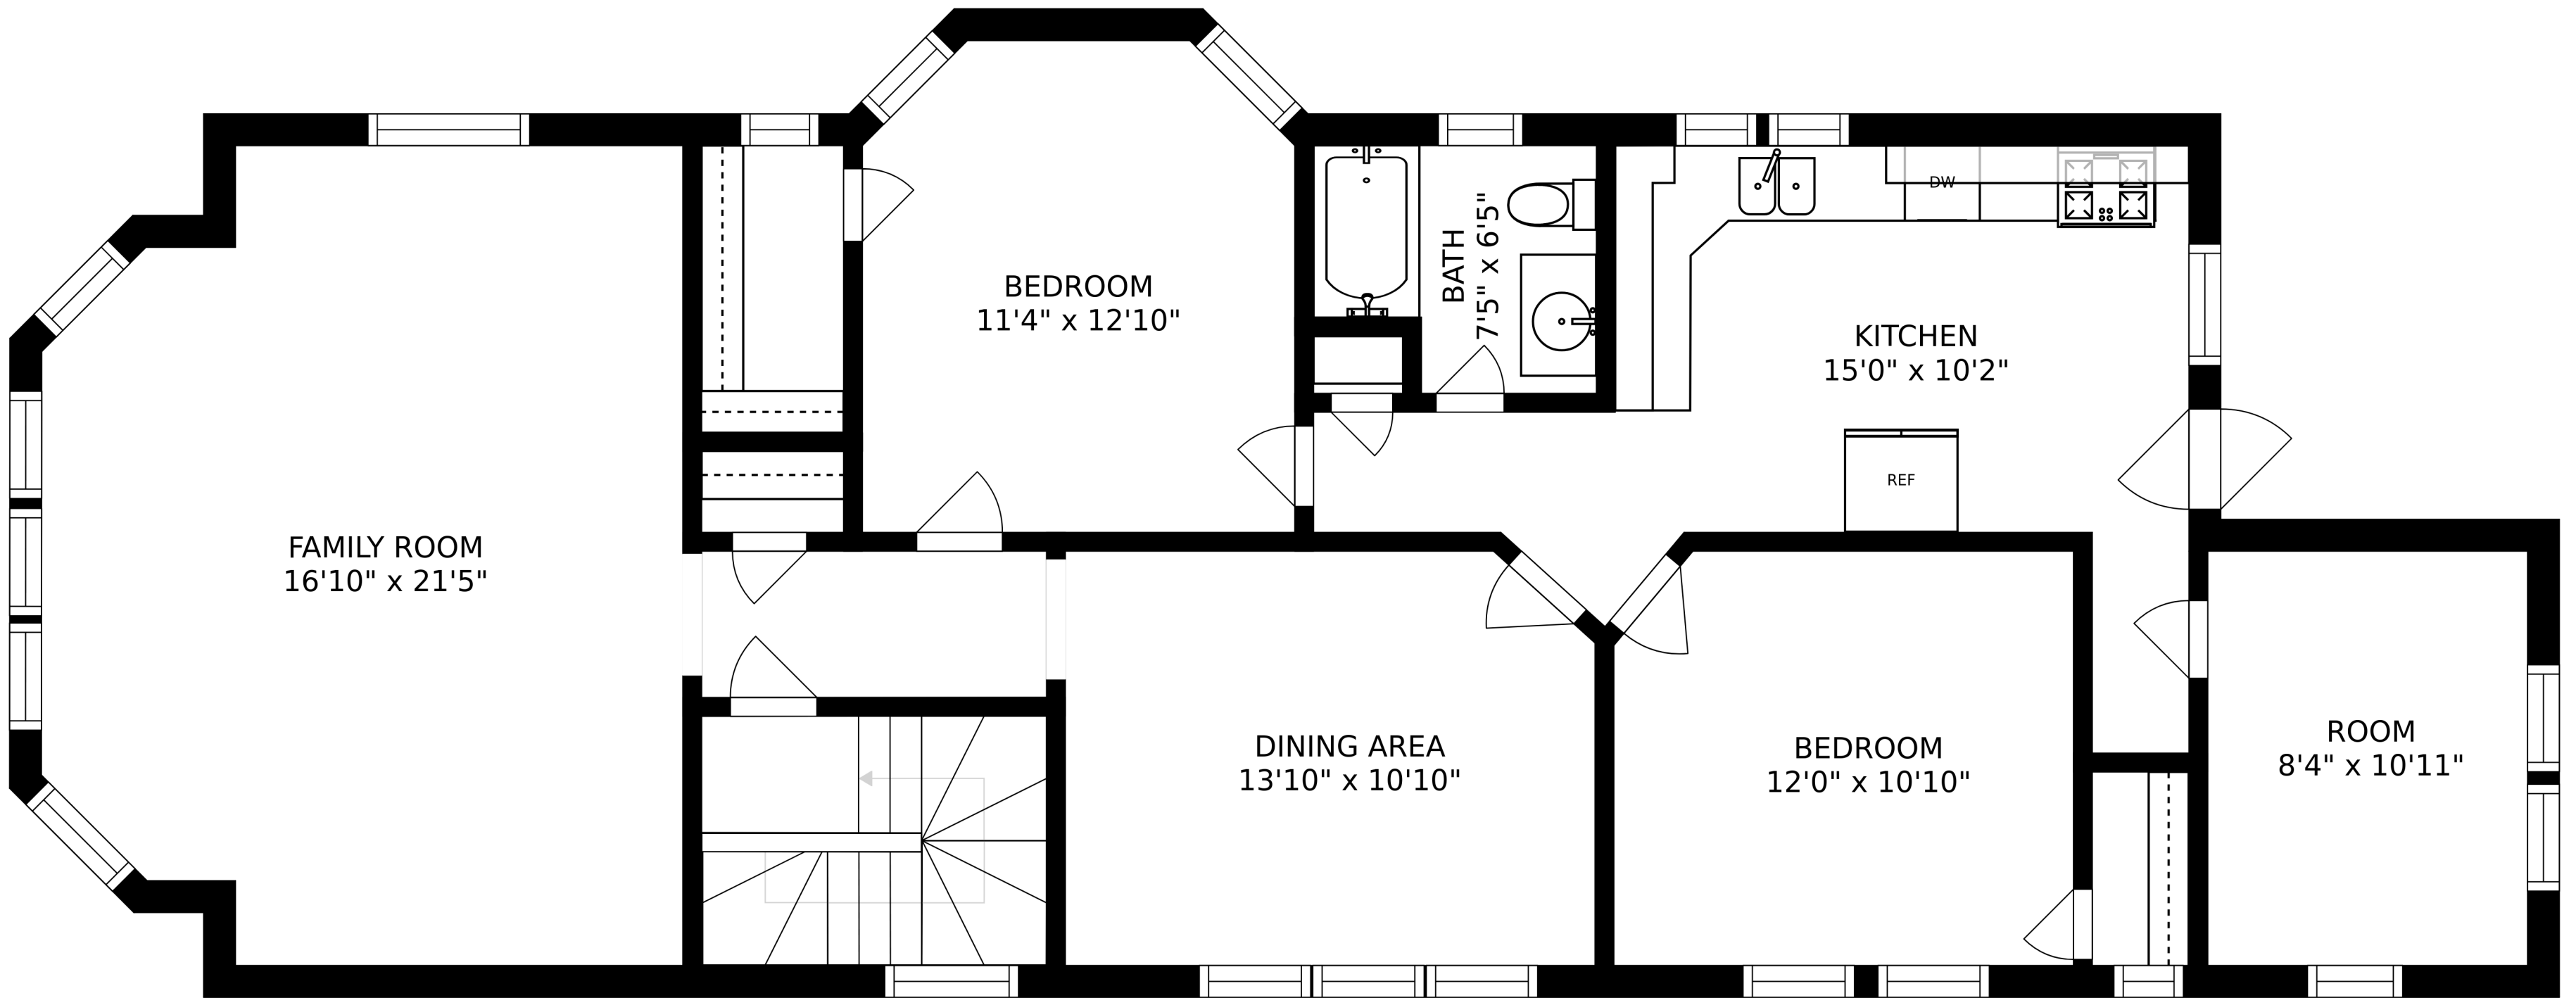 BEDROOM
11'4" x 12'10"
BATH
7'5" x 6'5"
DW
KITCHEN
15'0" x 10'2"
REF
FAMILY ROOM
16'10" x 21'5"
DINING AREA
13'10" x 10'10"
BEDROOM
12'0" x 10'10"
ROOM
8'4" x 10'11"